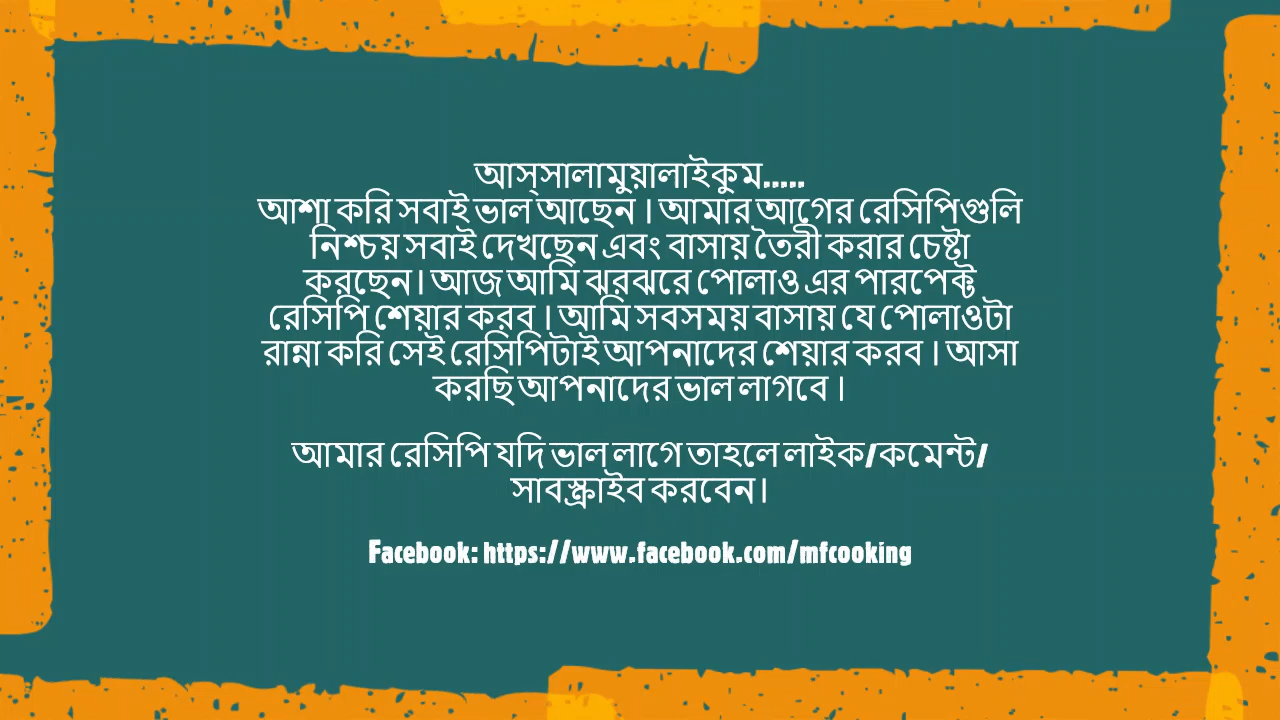 আস্সালামুয়ালাইকুম.....
আশা করি সবাই ভাল আছেন । আমার আগের রেসিপিগুলি
নিশ্চয় সবাই দেখছেন এবং বাসায় তৈরী করার চেষ্টা
করছেন। আজ আমি ঝরঝরে পোলাও এর পারপেক্ট
রেসিপি শেয়ার করব । আমি সবসময় বাসায় যে পোলাওটা
রান্না করি সেই রেসিপিটাই আপনাদের শেয়ার করব । আসা
করছি আপনাদের ভাল লাগবে ।
আমার রেসিপি যদি ভাল লাগে তাহলে লাইক/কমেন্ট/
সাবস্ক্রাইব করবেন।
Facebook: https://www.facebook.com/mfcooking